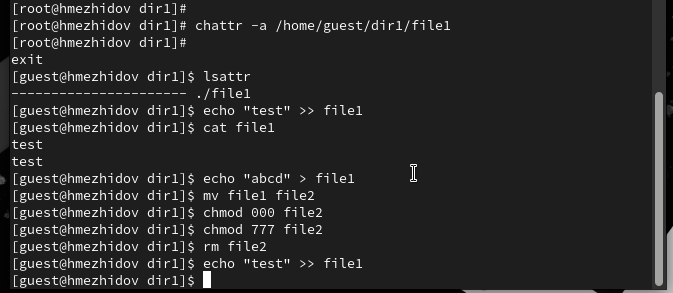 [root@hmezhidov dir1]#
[root@hmezhidov dir1]# chattr -a /home/guest/dir1/file1
[root@hmezhidov dir1]#
exit
[guest@hmezhidov dir1]$ lsattr
---------------------- ./file1
[guest@hmezhidov dir1]$ echo "test" >> file1
[guest@hmezhidov dir1]$ cat file1
test
test
[guest@hmezhidov dir1]$ echo "abcd" > file1
[guest@hmezhidov dir1]$ mv file1 file2
[guest@hmezhidov dir1]$ chmod 000 file2
[guest@hmezhidov dir1]$ chmod 777 file2
[guest@hmezhidov dir1]$ rm file2
[guest@hmezhidov dir1]$ echo "test" >> file1
[guest@hmezhidov dir1]$